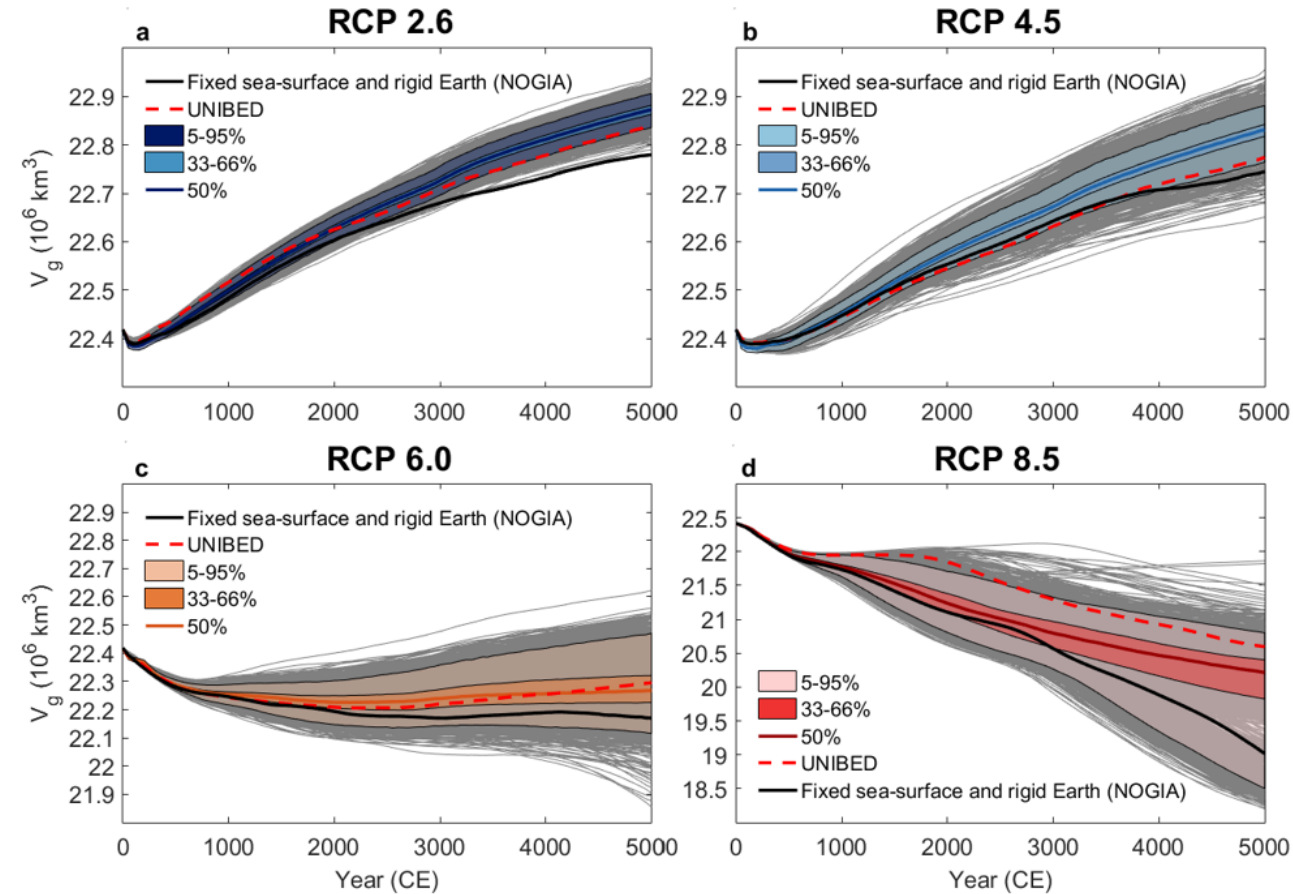 a RCP 2.6
Fixed sea-surface and rigid Earth (NOGIA)
UNIBED
5-95%
33-66%
50%
22.9
22.8
22.7
22.6
22.5
22.4
V_g (10^6 km^3)
0 1000 2000 3000 4000 5000
b RCP 4.5
Fixed sea-surface and rigid Earth (NOGIA)
UNIBED
5-95%
33-66%
50%
22.9
22.8
22.7
22.6
22.5
22.4
0 1000 2000 3000 4000 5000
c RCP 6.0
Fixed sea-surface and rigid Earth (NOGIA)
UNIBED
5-95%
33-66%
50%
22.9
22.8
22.7
22.6
22.5
22.4
22.3
22.2
22.1
22
21.9
V_g (10^6 km^3)
0 1000 2000 3000 4000 5000
Year (CE)
d RCP 8.5
22.5
22
21.5
21
20.5
20
19.5
19
18.5
5-95%
33-66%
50%
UNIBED
Fixed sea-surface and rigid Earth (NOGIA)
0 1000 2000 3000 4000 5000
Year (CE)